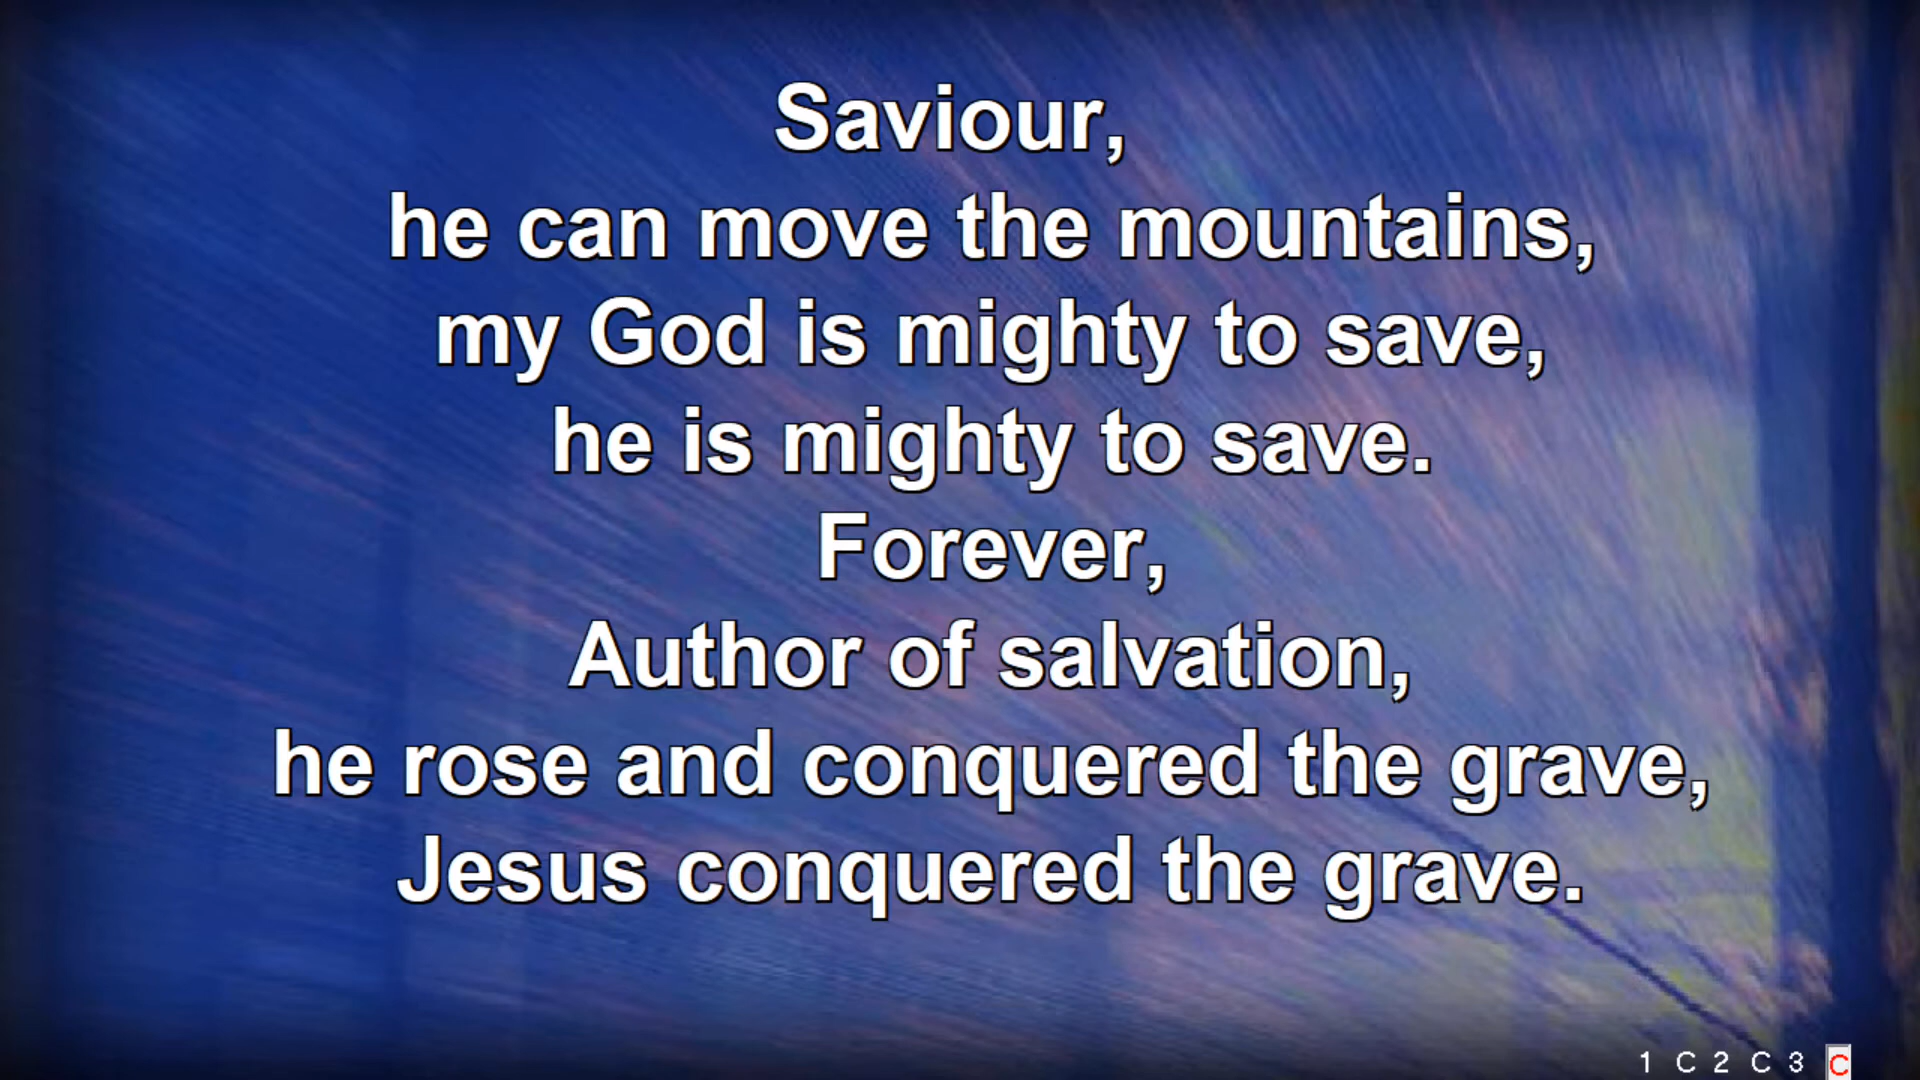 Saviour,
he can move the mountains,
my God is mighty to save,
he is mighty to save.
Forever,
Author of salvation,
he rose and conquered the grave,
Jesus conquered the grave.
1 C 2 C 3 C